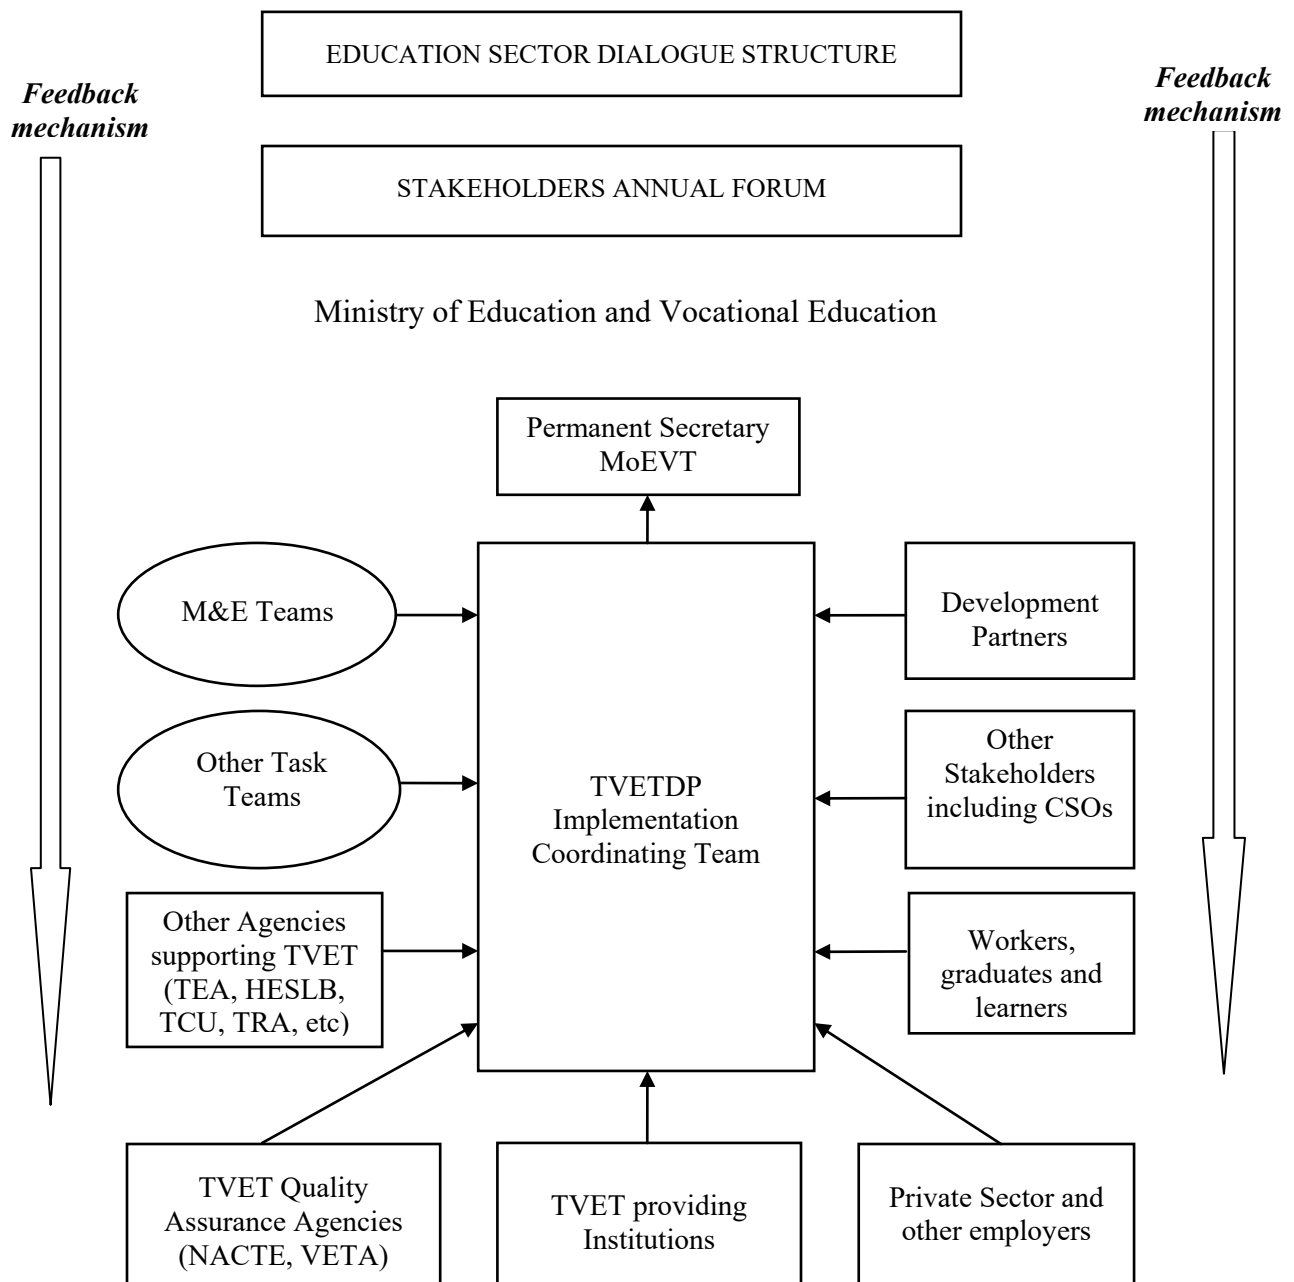 EDUCATION SECTOR DIALOGUE STRUCTURE
Feedback
mechanism
Feedback
mechanism
STAKEHOLDERS ANNUAL FORUM
Ministry of Education and Vocational Education
Permanent Secretary
MoEVT
M&E Teams
Development
Partners
Other Task
Teams
TVETDP
Implementation
Coordinating Team
Other
Stakeholders
including CSOs
Other Agencies
supporting TVET
(TEA, HESLB,
TCU, TRA, etc)
Workers,
graduates and
learners
TVET Quality
Assurance Agencies
(NACTE, VETA)
TVET providing
Institutions
Private Sector and
other employers